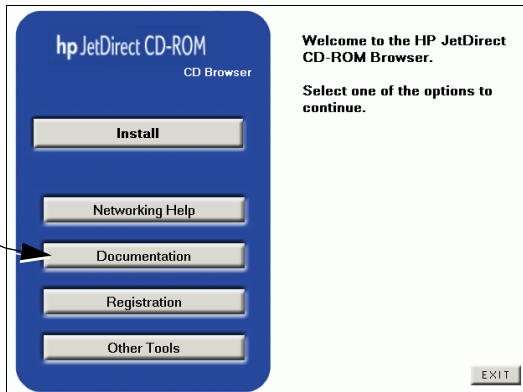 hp JetDirect CD-ROM
CD Browser
Install
Networking Help
Documentation
Registration
Other Tools
Welcome to the HP JetDirect
CD-ROM Browser.
Select one of the options to
continue.
EXIT